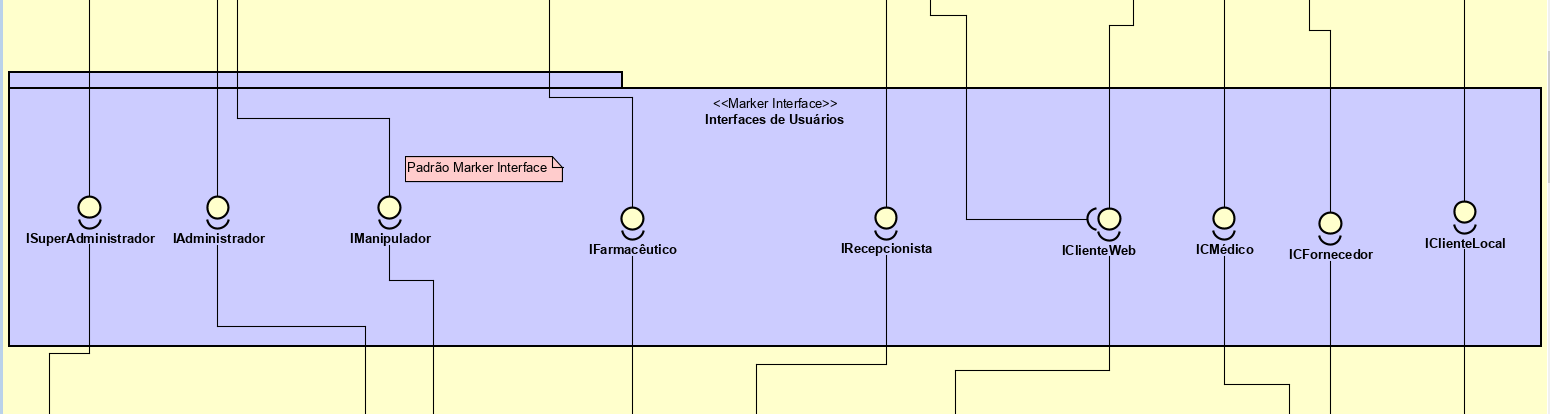 <<Marker Interface>>
Interfaces de Usuários
Padrão Marker Interface
ISuperAdministrador
IAdministrador
IManipulador
IFarmacêutico
IRecepcionista
IClienteWeb
ICMédico
ICFornecedor
IClienteLocal